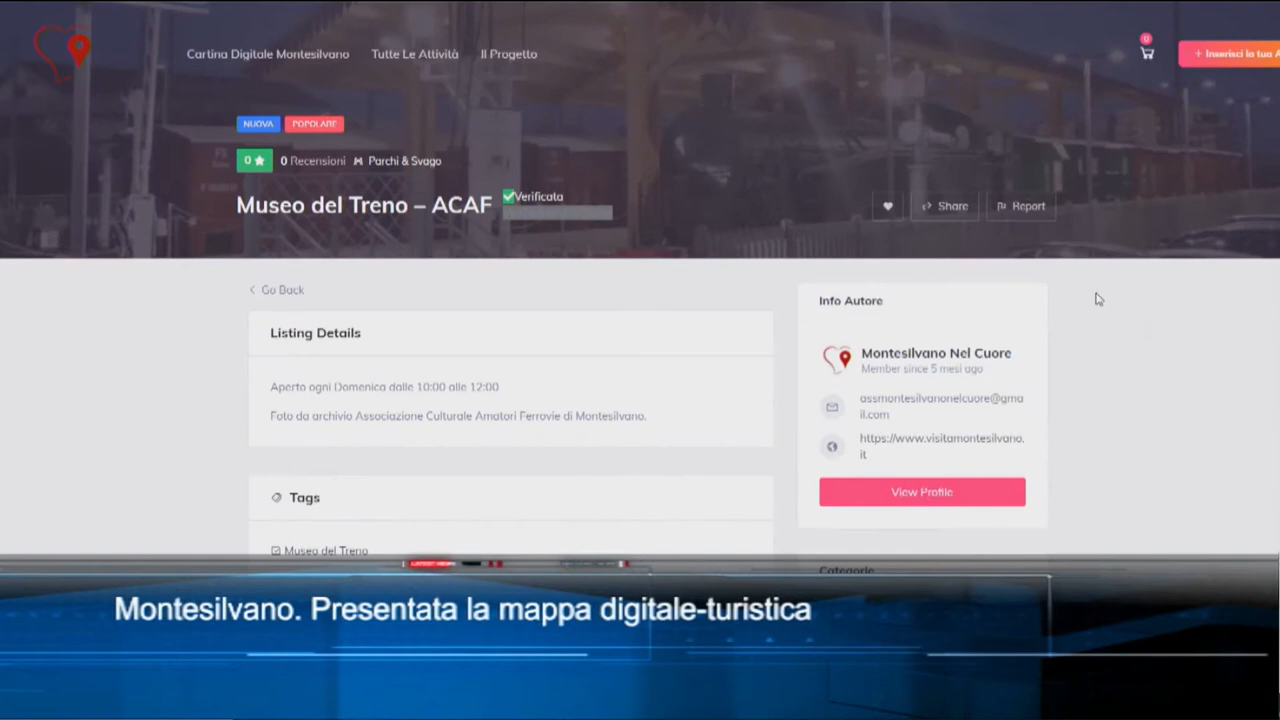 Cartina Digitale Montesilvano Tutte Le Attività Il Progetto
0
+ Inserisci la tua A
NUOVA POPOLARE
0 ★ 0 Recensioni Parchi & Svago
Museo del Treno – ACAF Verificata
Share Report
Go Back
Listing Details
Aperto ogni Domenica dalle 10:00 alle 12:00
Foto da archivio Associazione Culturale Amatori Ferrovie di Montesilvano.
Tags
Museo del Treno
Info Autore
Montesilvano Nel Cuore
Member since 5 mesi ago
assmontesilvanonelcuore@gma
il.com
https://www.visitamontesilvano.
it
View Profile
Categorie
Montesilvano. Presentata la mappa digitale-turistica